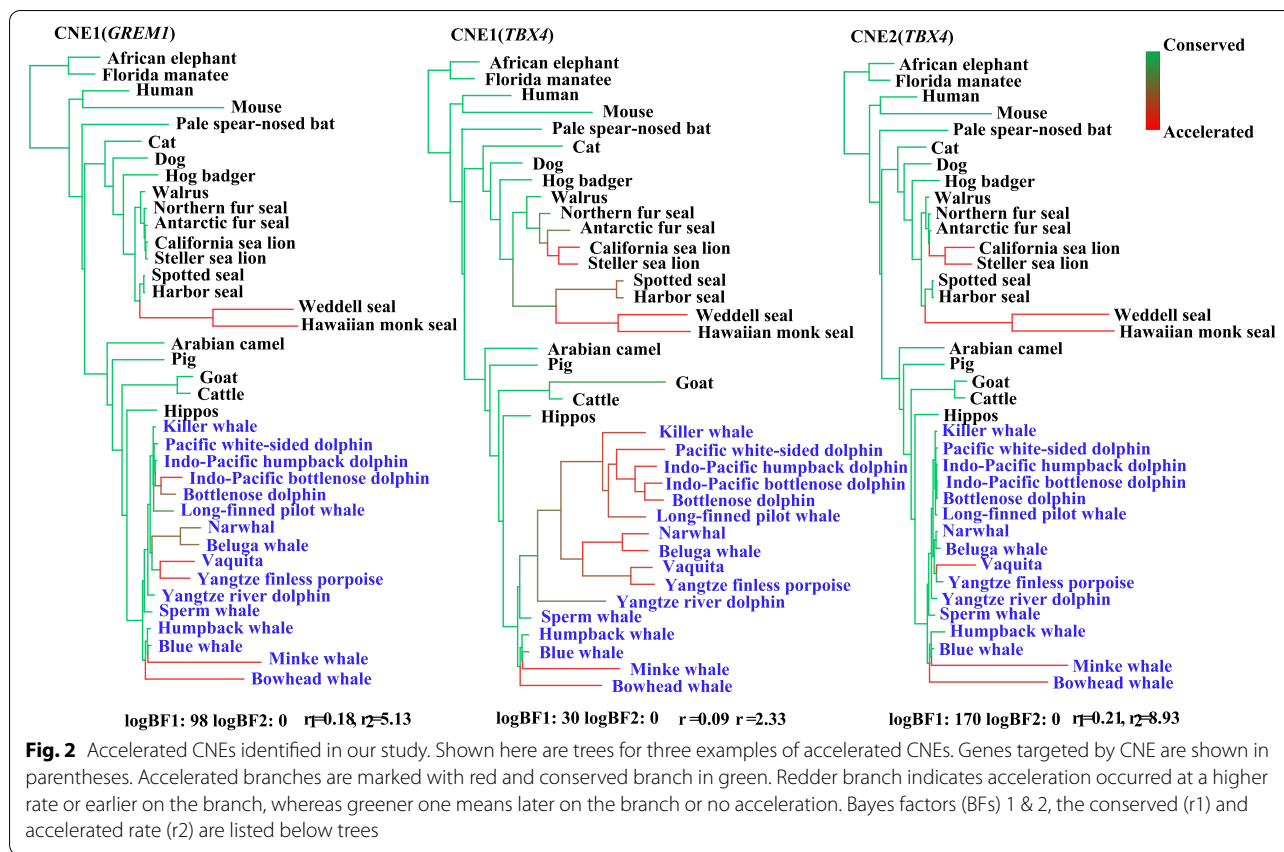 CNE1(GREM1)
African elephant
Florida manatee
Human
Mouse
Pale spear-nosed bat
Cat
Dog
Hog badger
Walrus
Northern fur seal
Antarctic fur seal
California sea lion
Steller sea lion
Spotted seal
Harbor seal
Weddell seal
Hawaiian monk seal
Arabian camel
Pig
Goat
Cattle
Hippos
Killer whale
Pacific white-sided dolphin
Indo-Pacific humpback dolphin
Indo-Pacific bottlenose dolphin
Bottlenose dolphin
Long-finned pilot whale
Narwhal
Beluga whale
Vaquita
Yangtze finless porpoise
Yangtze river dolphin
Sperm whale
Humpback whale
Blue whale
Minke whale
Bowhead whale
logBF1: 98 logBF2: 0 r1=0.18, r2=5.13
CNE1(TBX4)
African elephant
Florida manatee
Human
Mouse
Pale spear-nosed bat
Cat
Dog
Hog badger
Walrus
Northern fur seal
Antarctic fur seal
California sea lion
Steller sea lion
Spotted seal
Harbor seal
Weddell seal
Hawaiian monk seal
Arabian camel
Pig
Goat
Cattle
Hippos
Killer whale
Pacific white-sided dolphin
Indo-Pacific humpback dolphin
Indo-Pacific bottlenose dolphin
Bottlenose dolphin
Long-finned pilot whale
Narwhal
Beluga whale
Vaquita
Yangtze finless porpoise
Yangtze river dolphin
Sperm whale
Humpback whale
Blue whale
Minke whale
Bowhead whale
logBF1: 30 logBF2: 0 r =0.09 r =2.33
CNE2(TBX4)
African elephant
Florida manatee
Human
Mouse
Pale spear-nosed bat
Cat
Dog
Hog badger
Walrus
Northern fur seal
Antarctic fur seal
California sea lion
Steller sea lion
Spotted seal
Harbor seal
Weddell seal
Hawaiian monk seal
Arabian camel
Pig
Goat
Cattle
Hippos
Killer whale
Pacific white-sided dolphin
Indo-Pacific humpback dolphin
Indo-Pacific bottlenose dolphin
Bottlenose dolphin
Long-finned pilot whale
Narwhal
Beluga whale
Vaquita
Yangtze finless porpoise
Yangtze river dolphin
Sperm whale
Humpback whale
Blue whale
Minke whale
Bowhead whale
logBF1: 170 logBF2: 0 r1=0.21, r2=8.93
Conserved
Accelerated
Fig. 2 Accelerated CNEs identified in our study. Shown here are trees for three examples of accelerated CNEs. Genes targeted by CNE are shown in
parentheses. Accelerated branches are marked with red and conserved branch in green. Redder branch indicates acceleration occurred at a higher
rate or earlier on the branch, whereas greener one means later on the branch or no acceleration. Bayes factors (BFs) 1 & 2, the conserved (r1) and
accelerated rate (r2) are listed below trees